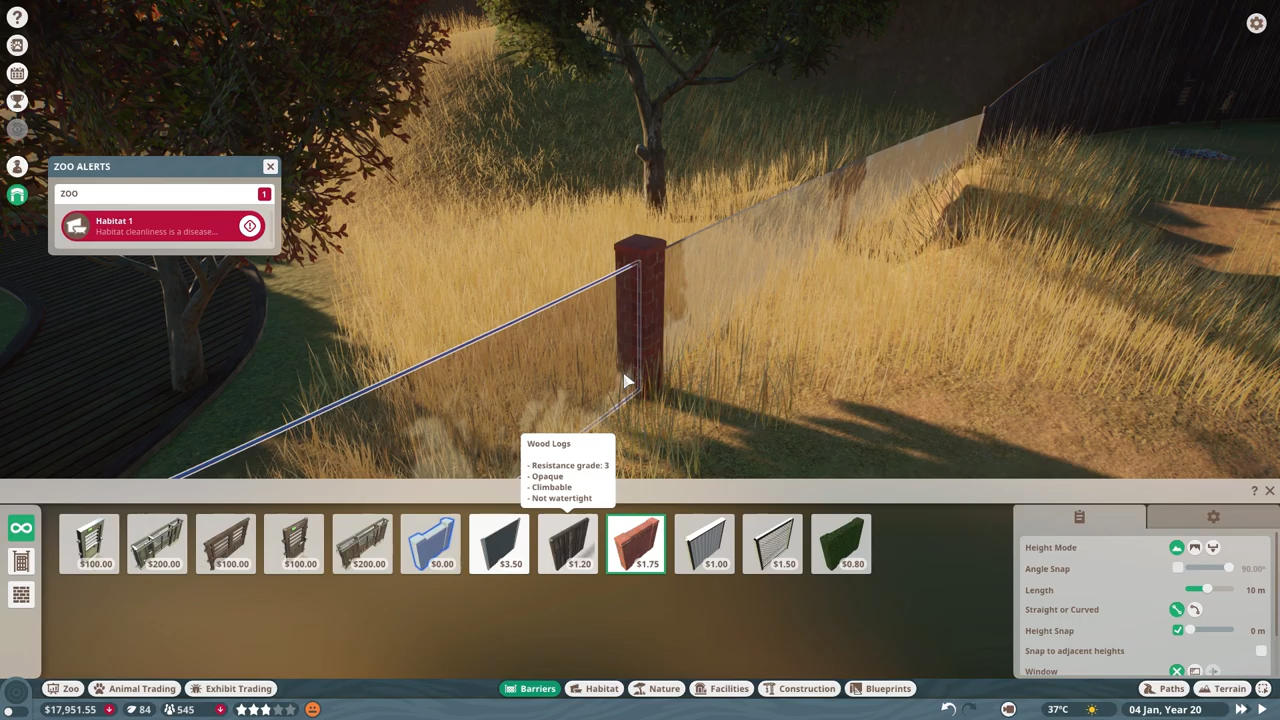 ?
ZOO ALERTS
ZOO 1
Habitat 1
Habitat cleanliness is a disease...
Wood Logs
- Resistance grade: 3
- Opaque
- Climbable
- Not watertight
?
$100.00 $200.00 $100.00 $100.00 $200.00 $0.00 $3.50 $1.20 $1.75 $1.00 $1.50 $0.80
Height Mode
Angle Snap 90.00°
Length 10 m
Straight or Curved
Height Snap 0 m
Snap to adjacent heights
Window
Zoo Animal Trading Exhibit Trading Barriers Habitat Nature Facilities Construction Blueprints Paths Terrain
$17,951.55 84 545 37°C 04 Jan, Year 20